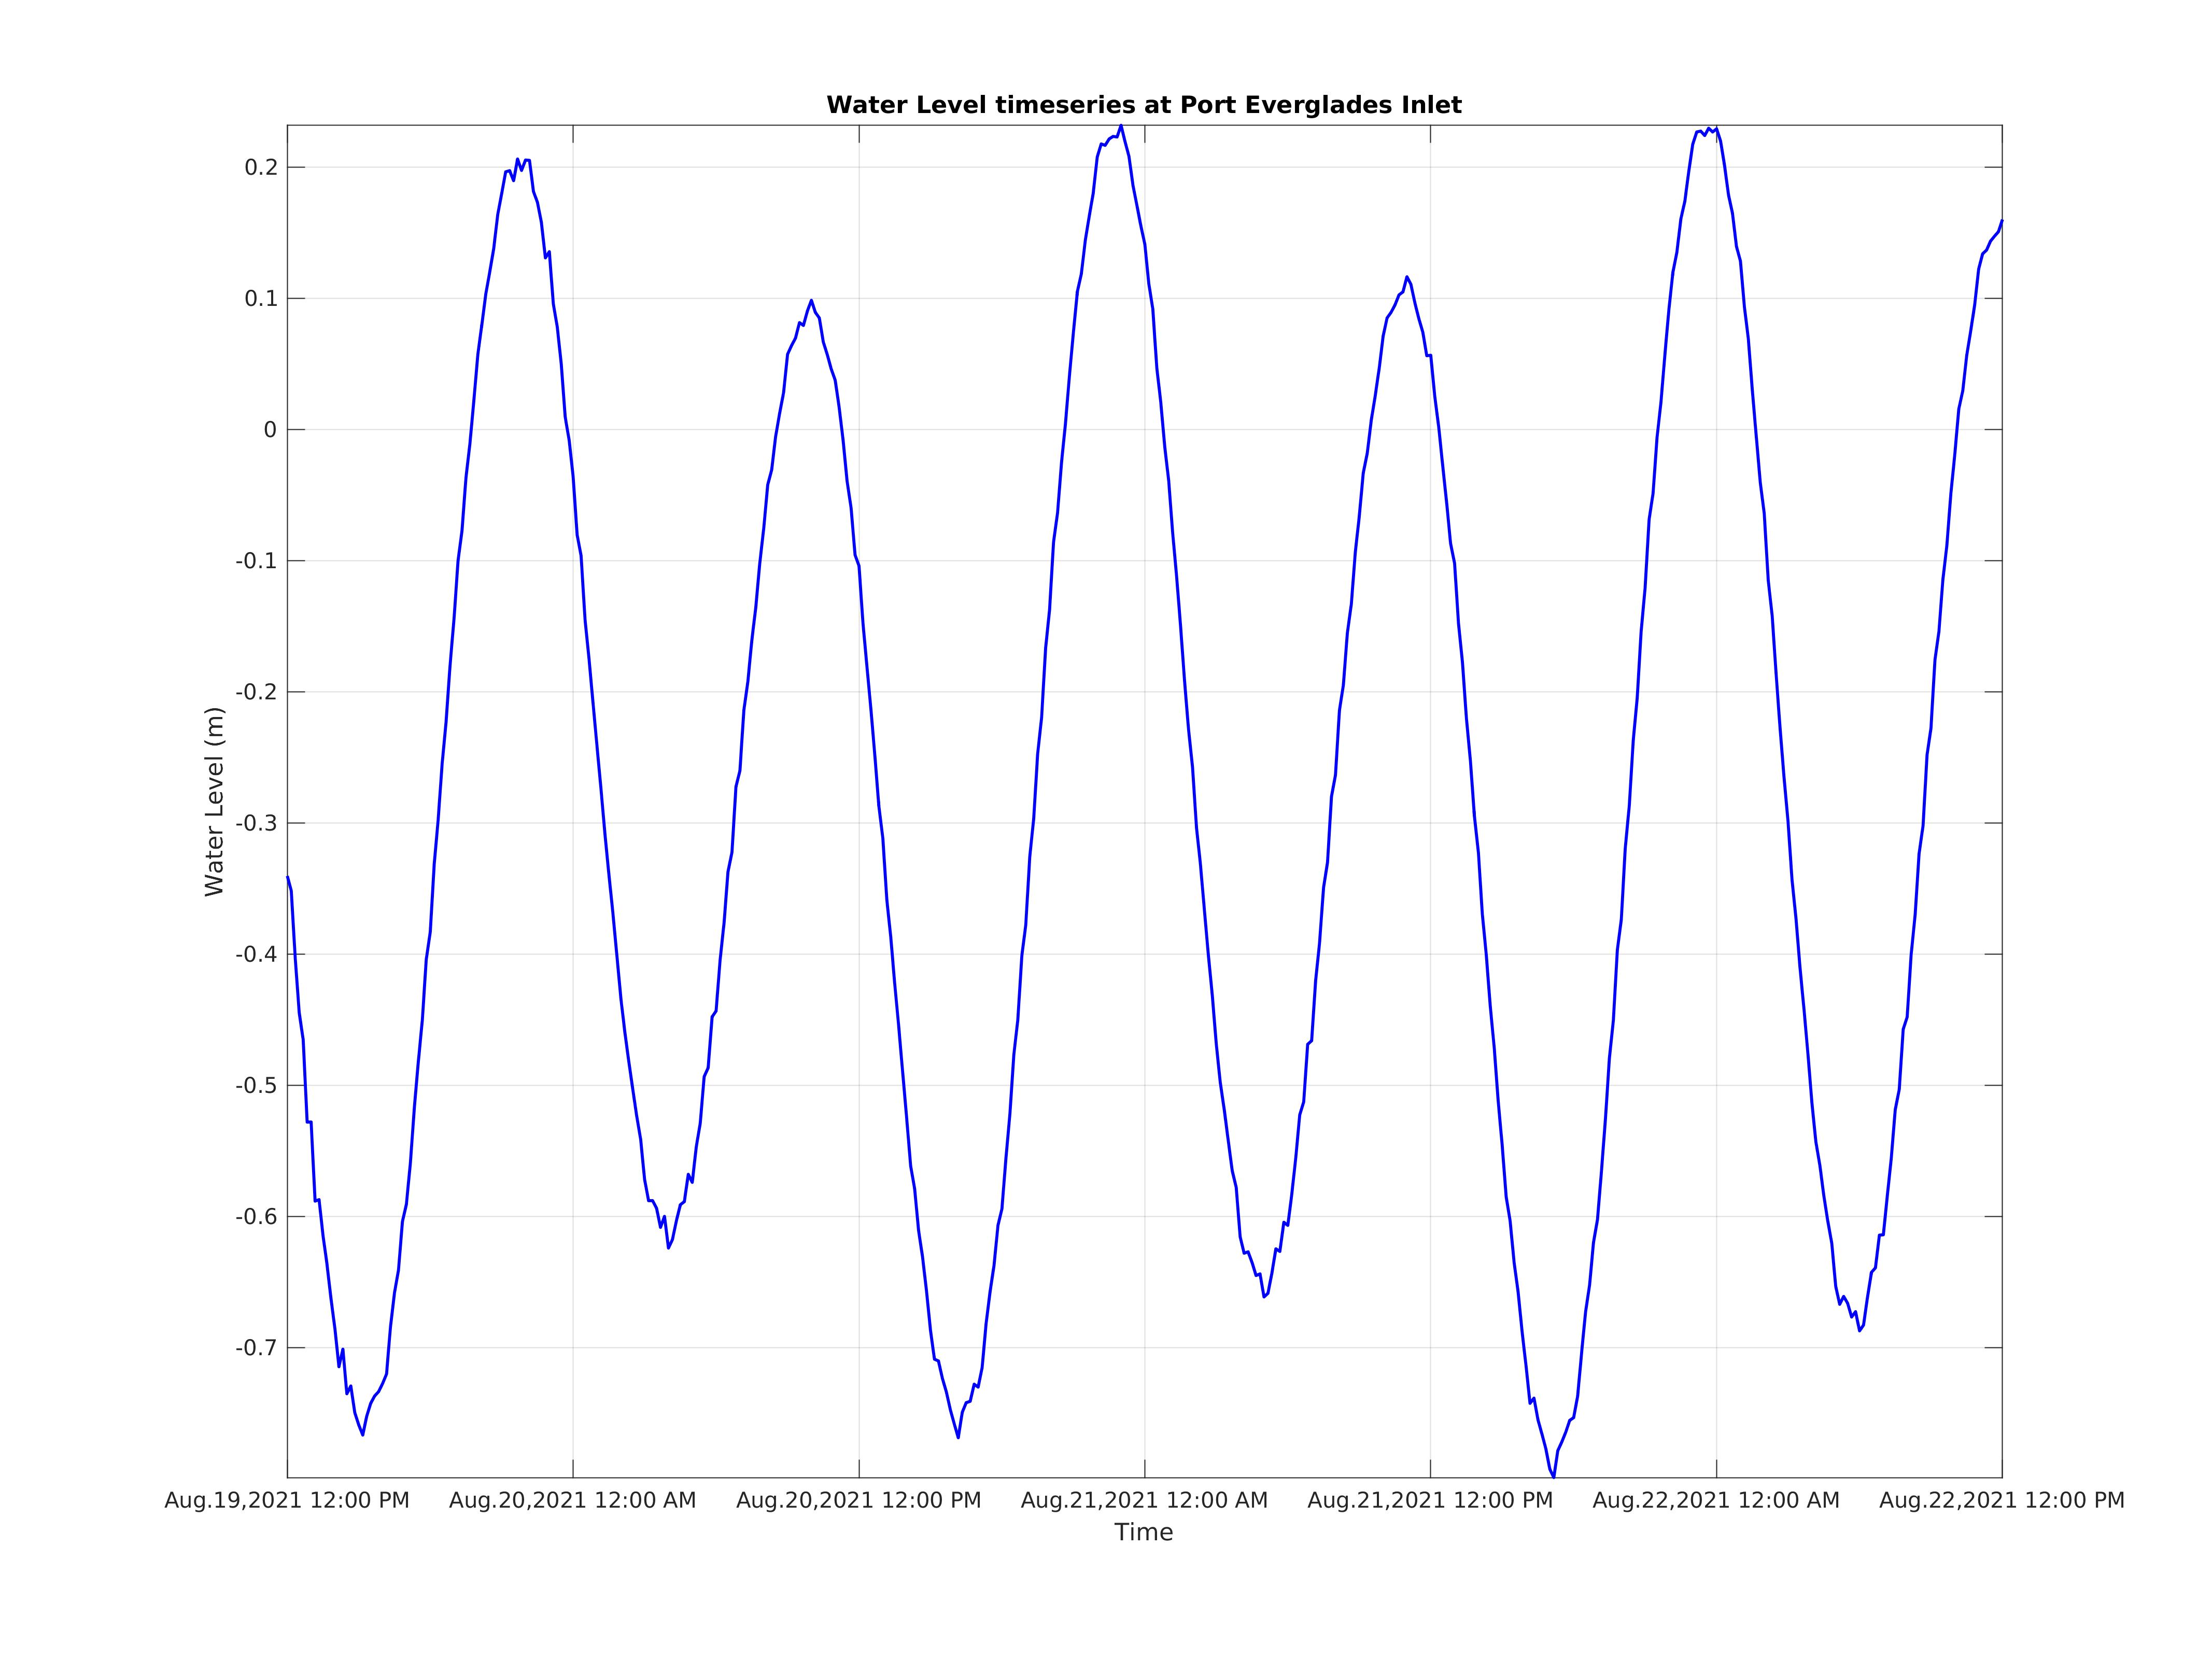 Water Level timeseries at Port Everglades Inlet
0.2
0.1
0
-0.1
-0.2
-0.3
-0.4
-0.5
-0.6
-0.7
Water Level (m)
Aug.19,2021 12:00 PM
Aug.20,2021 12:00 AM
Aug.20,2021 12:00 PM
Aug.21,2021 12:00 AM
Aug.21,2021 12:00 PM
Aug.22,2021 12:00 AM
Aug.22,2021 12:00 PM
Time